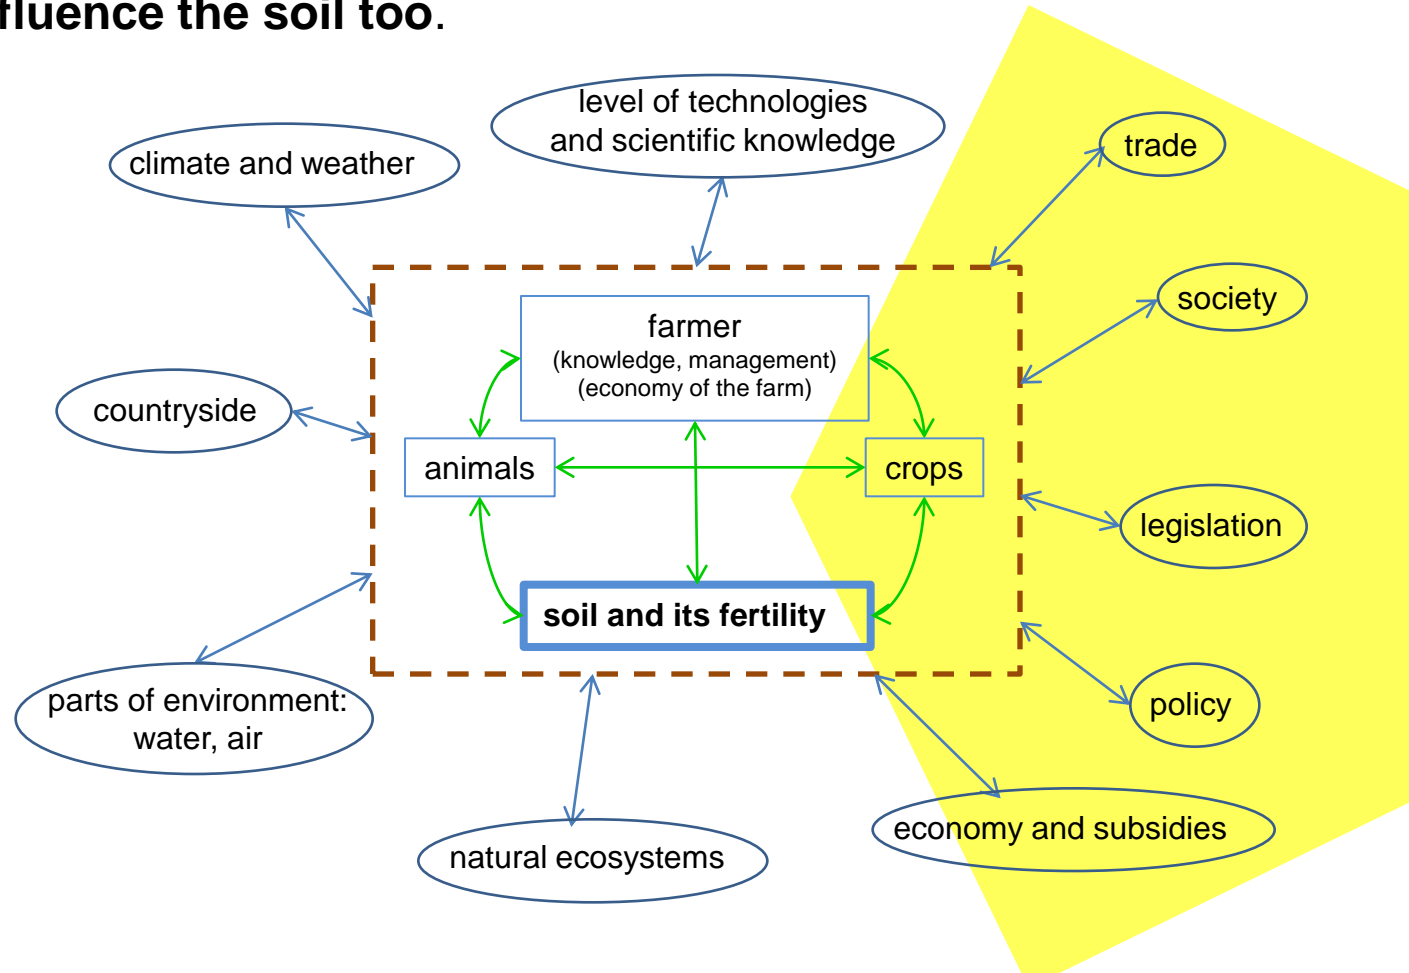 fluence the soil too.
level of technologies
and scientific knowledge
climate and weather
trade
society
farmer
(knowledge, management)
(economy of the farm)
countryside
animals
crops
legislation
soil and its fertility
parts of environment:
water, air
policy
economy and subsidies
natural ecosystems